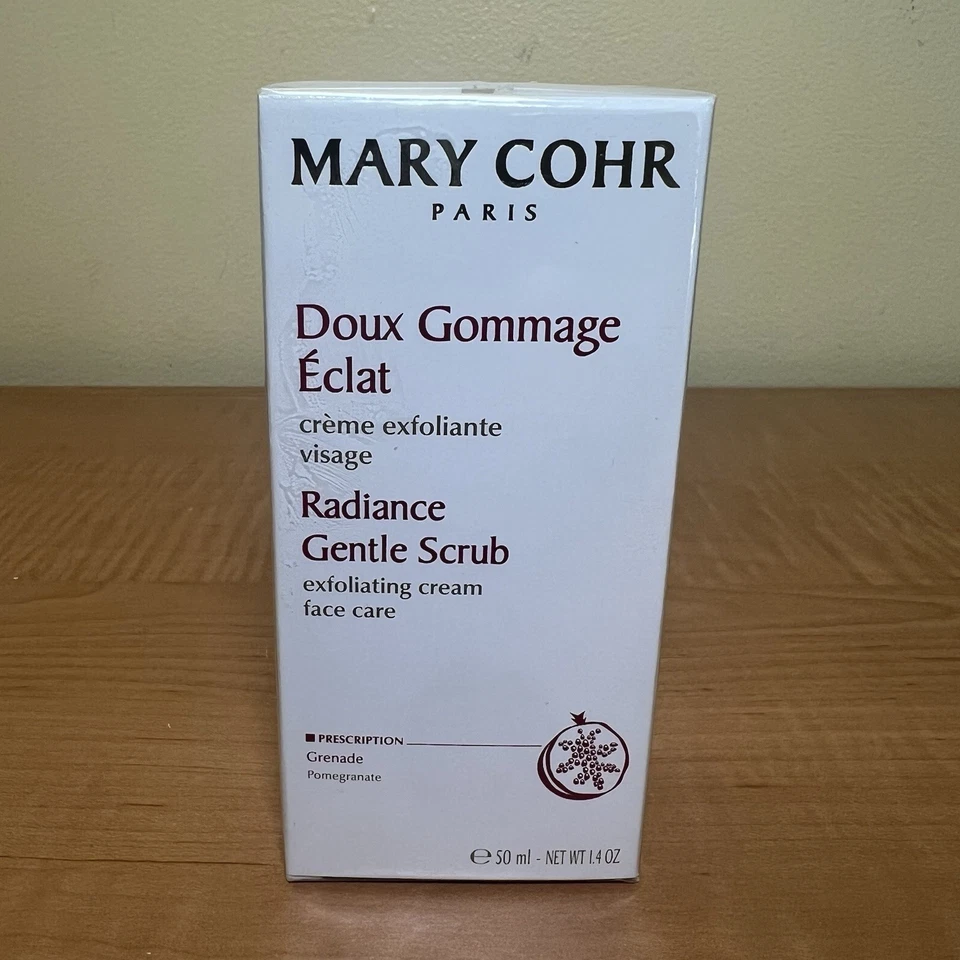 MARY COHR
PARIS
Doux Gommage
Éclat
crème exfoliante
visage
Radiance
Gentle Scrub
exfoliating cream
face care
PRESCRIPTION
Grenade
Pomegranate
℮ 50 ml - NET WT 1.4 OZ